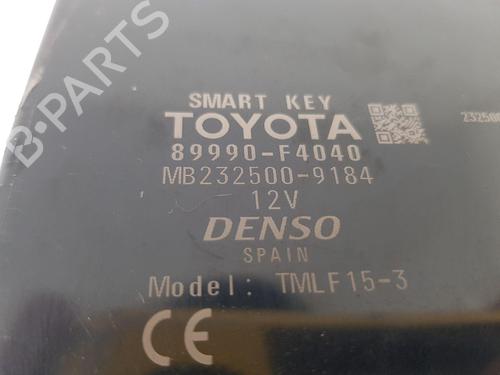 SMART KEY
TOYOTA
89990-F4040
MB232500-9184
12V
DENSO
SPAIN
Model: TMLF15-3
CE
B-PARTS